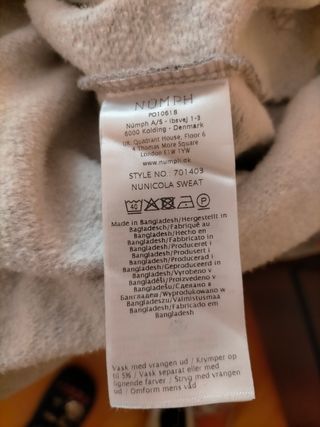 NÜMPH
PO10618
Nümph A/S - Ibsvej 1-3
6000 Kolding - Denmark
UK: Quadrant House, Floor 6
4 Thomas More Square
London E1W 1YW
www.numph.dk
STYLE NO. 701403
NUNICOLA SWEAT
40 P
Made in Bangladesh/Hergestellt in
Bagladesch/Fabriqué au
Bangladesh/Hecho en
Bangladesh/Fabbricato in
Bangladesh/Produceret i
Bangladesh/Produsert i
Bangladesh/Producerad i
Bangladesh/Geproduceerd in
Bangladesh/Vyrobeno v
Bangladéši/Proizvedeno v
Bangladešu/Сделано в
Бангладеш/Wyprodukowano w
Bangladeszu/Valmistusmaa
Bangladesh/Fabricado em
Bangladesh
Vask med vrangen ud / Krymper op
til 5% / Vask separat eller med
lignende farver / Stryg med vrangen
ud / Omform mens våd